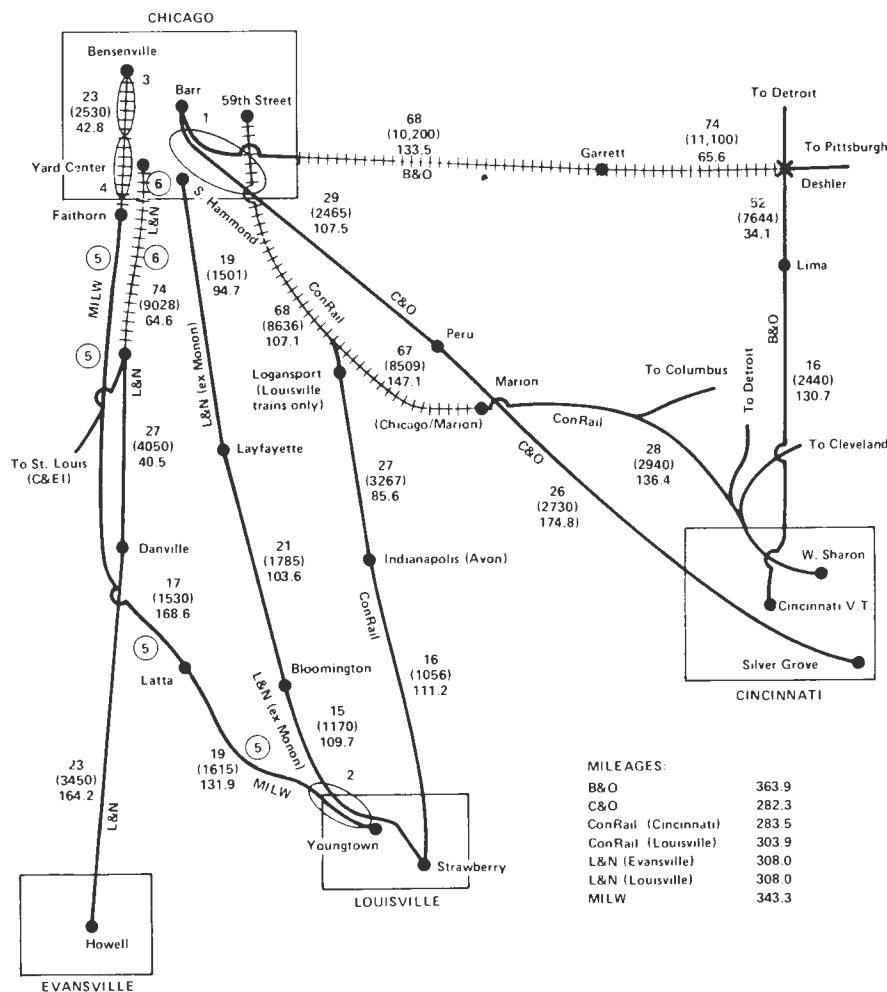 CHICAGO
Bensenville
3
23
(2530)
42.8
Barr
1
59th Street
68
(10,200)
133.5
B&O
Garrett
74
(11,100)
65.6
To Detroit
To Pittsburgh
Deshler
Yard Center
4
6
S. Hammond
Faithorn
L&N
29
(2465)
107.5
52
(7644)
34.1
Lima
5
MILW
6
74
(9028)
64.6
19
(1501)
94.7
ConRail
68
(8636)
107.1
C&O
Peru
B&O
5
L&N
L&N (ex Monon)
Logansport
(Louisville
trains only)
67
(8509)
147.1
Marion
(Chicago/Marion)
To Columbus
To Detroit
16
(2440)
130.7
ConRail
To Cleveland
To St. Louis
(C&EI)
27
(4050)
40.5
Layfayette
27
(3267)
85.6
C&O
28
(2940)
136.4
26
(2730)
174.8)
Danville
21
(1785)
103.6
Indianapolis (Avon)
W. Sharon
Cincinnati V.T.
17
(1530)
168.6
ConRail
5
Latta
Bloomington
16
(1056)
111.2
Silver Grove
CINCINNATI
L&N (ex Monon)
15
(1170)
109.7
5
19
(1615)
131.9
MILW
2
23
(3450)
164.2
L&N
Youngtown
Strawberry
LOUISVILLE
Howell
EVANSVILLE
MILEAGES:
B&O 363.9
C&O 282.3
ConRail (Cincinnati) 283.5
ConRail (Louisville) 303.9
L&N (Evansville) 308.0
L&N (Louisville) 308.0
MILW 343.3